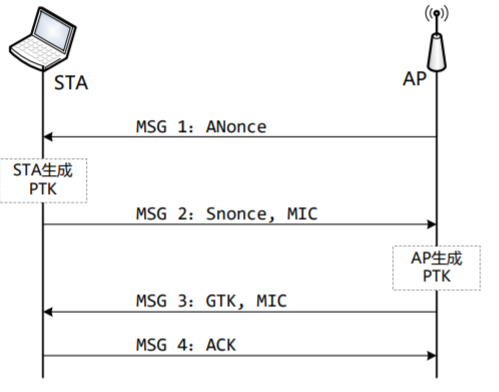 STA
AP
MSG 1: ANonce
STA生成
PTK
MSG 2: Snonce, MIC
AP生成
PTK
MSG 3: GTK, MIC
MSG 4: ACK